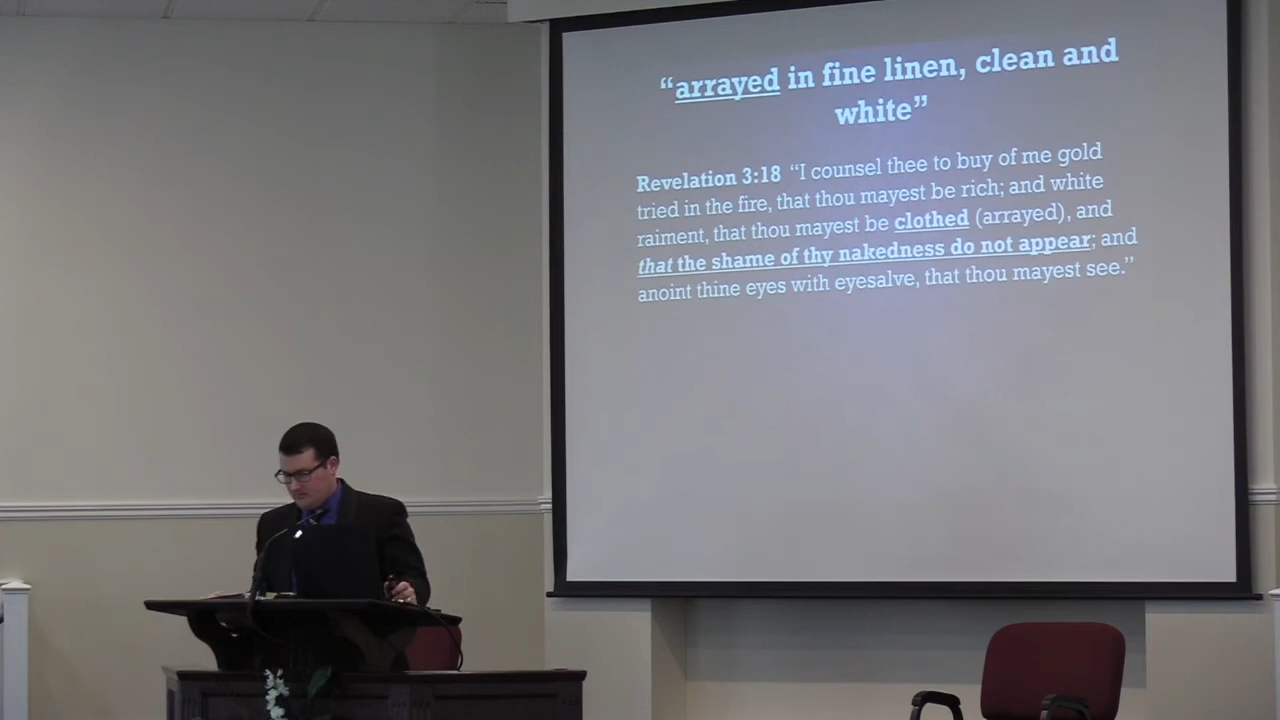 “arrayed in fine linen, clean and
white”
Revelation 3:18 “I counsel thee to buy of me gold
tried in the fire, that thou mayest be rich; and white
raiment, that thou mayest be clothed (arrayed), and
that the shame of thy nakedness do not appear; and
anoint thine eyes with eyesalve, that thou mayest see.”